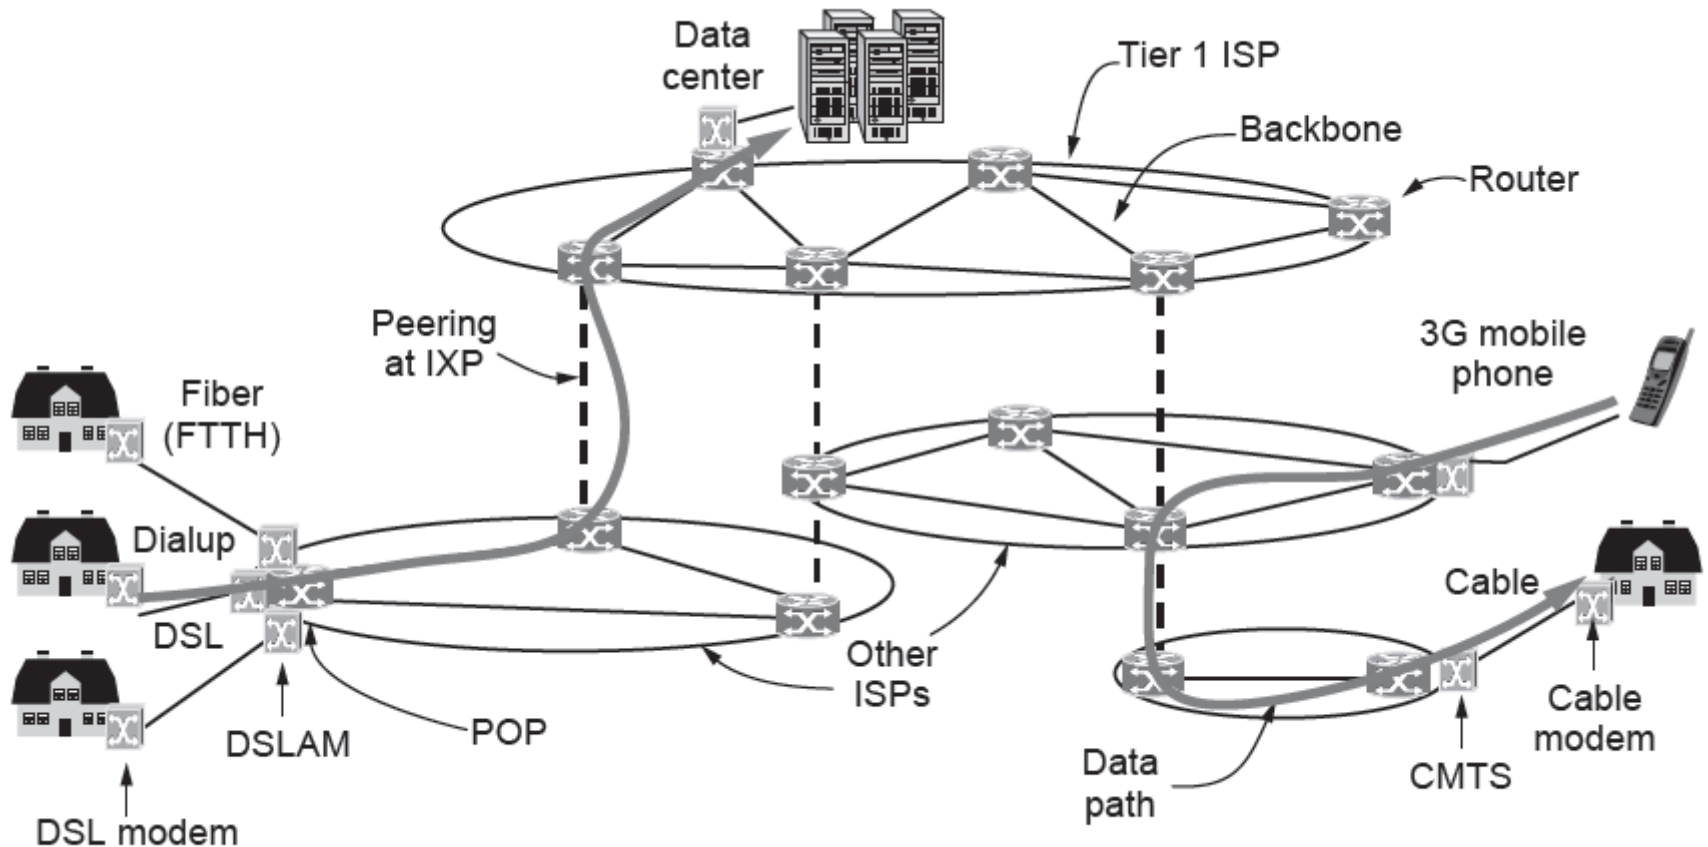 Data
center
Tier 1 ISP
Backbone
Router
Peering
at IXP
3G mobile
phone
Fiber
(FTTH)
Dialup
DSL
Cable
Other
ISPs
POP
DSLAM
Data
path
CMTS
Cable
modem
DSL modem